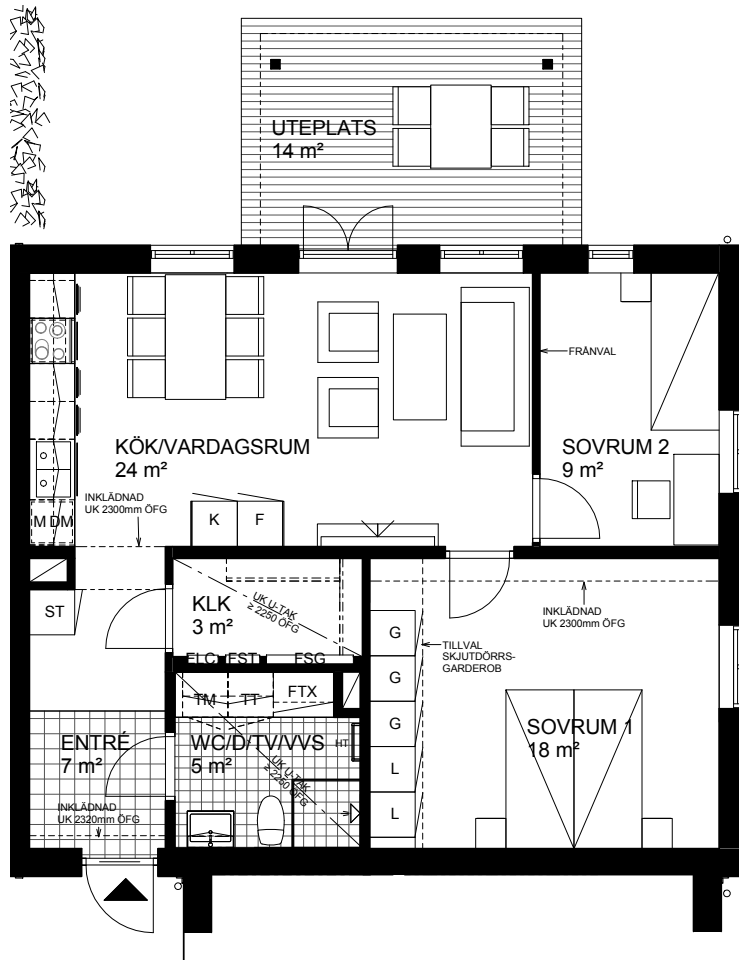 UTEPLATS
14 m²
FRÅNVAL
KÖK/VARDAGSRUM
24 m²
SOVRUM 2
9 m²
INKLÄDNAD
UK 2300mm ÖFG
M DM
K
F
ST
KLK
3 m²
UK U-TAK
≥ 2250 ÖFG
ELC
EST
FSG
INKLÄDNAD
UK 2300mm ÖFG
TILLVAL
SKJUTDÖRRS-
GARDEROB
G
G
G
L
L
TM
TT
FTX
ENTRÉ
7 m²
WC/D/TV/VVS
5 m²
HT
UK U-TAK
≥ 2250 ÖFG
SOVRUM 1
18 m²
INKLÄDNAD
UK 2320mm ÖFG